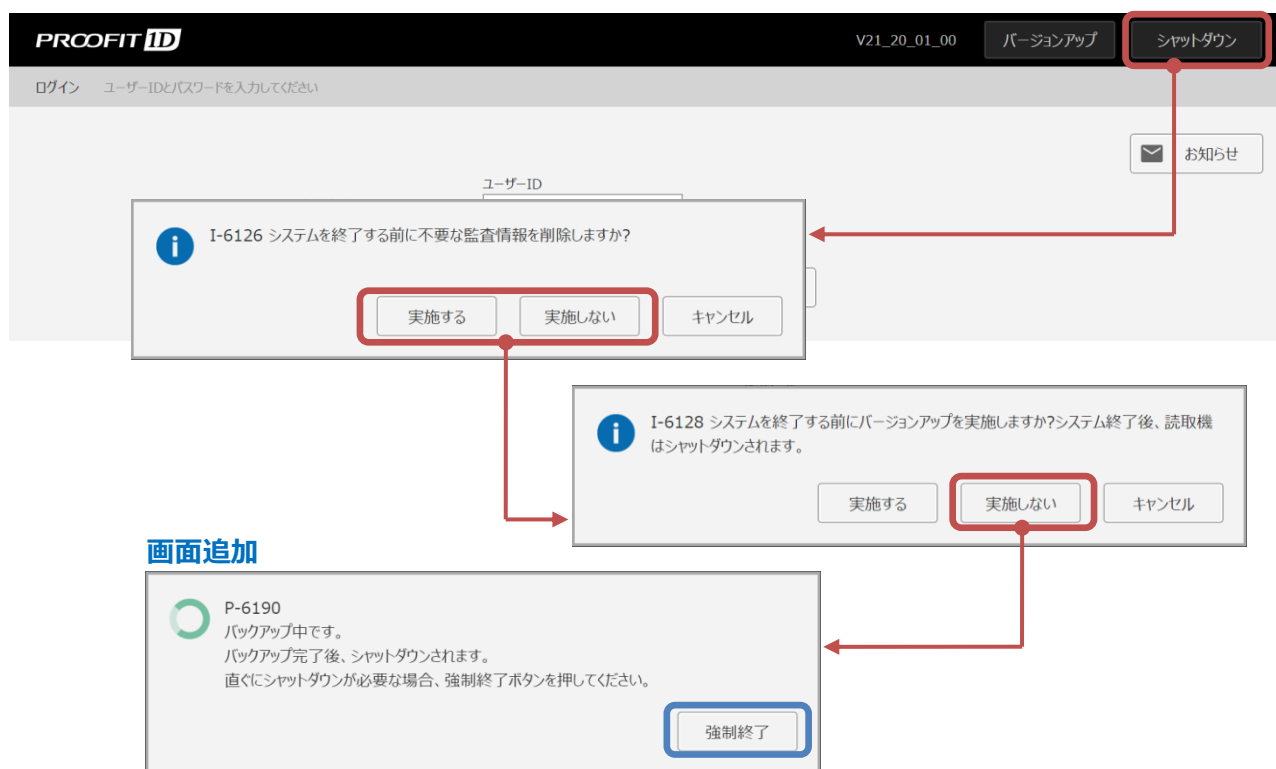 PROOFIT 1D
V21_20_01_00
バージョンアップ
シャットダウン
ログイン ユーザーIDとパスワードを入力してください
お知らせ
ユーザーID
I-6126 システムを終了する前に不要な監査情報を削除しますか?
実施する
実施しない
キャンセル
I-6128 システムを終了する前にバージョンアップを実施しますか?システム終了後、読取機
はシャットダウンされます。
実施する
実施しない
キャンセル
画面追加
P-6190
バックアップ中です。
バックアップ完了後、シャットダウンされます。
直ぐにシャットダウンが必要な場合、強制終了ボタンを押してください。
強制終了